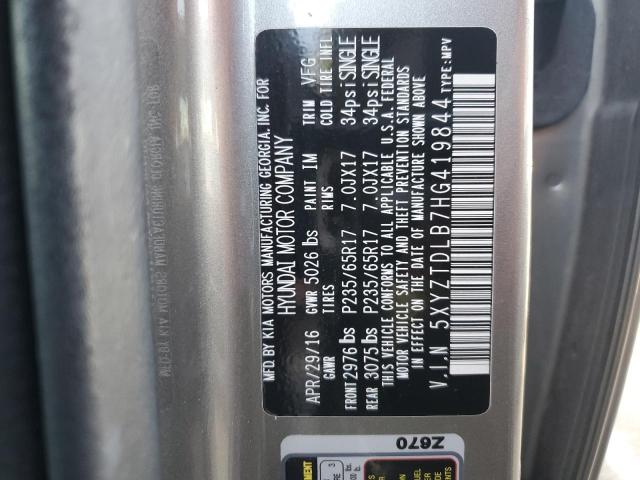 MFD.BY KIA MOTORS MANUFACTURING GEORGIA, INC. FOR
HYUNDAI MOTOR COMPANY
APR/29/16 GVWR 5026 lbs PAINT IM TRIM VFG
GAWR TIRES RIMS COLD TIRE INFL
FRONT 2976 lbs P235/65R17 7.0JX17 34psi SINGLE
REAR 3075 lbs P235/65R17 7.0JX17 34psi SINGLE
THIS VEHICLE CONFORMS TO ALL APPLICABLE U.S.A. FEDERAL
MOTOR VEHICLE SAFETY AND THEFT PREVENTION STANDARDS
IN EFFECT ON THE DATE OF MANUFACTURE SHOWN ABOVE.
V.I.N 5XYZTDLB7HG419844 TYPE:MPV
Z670